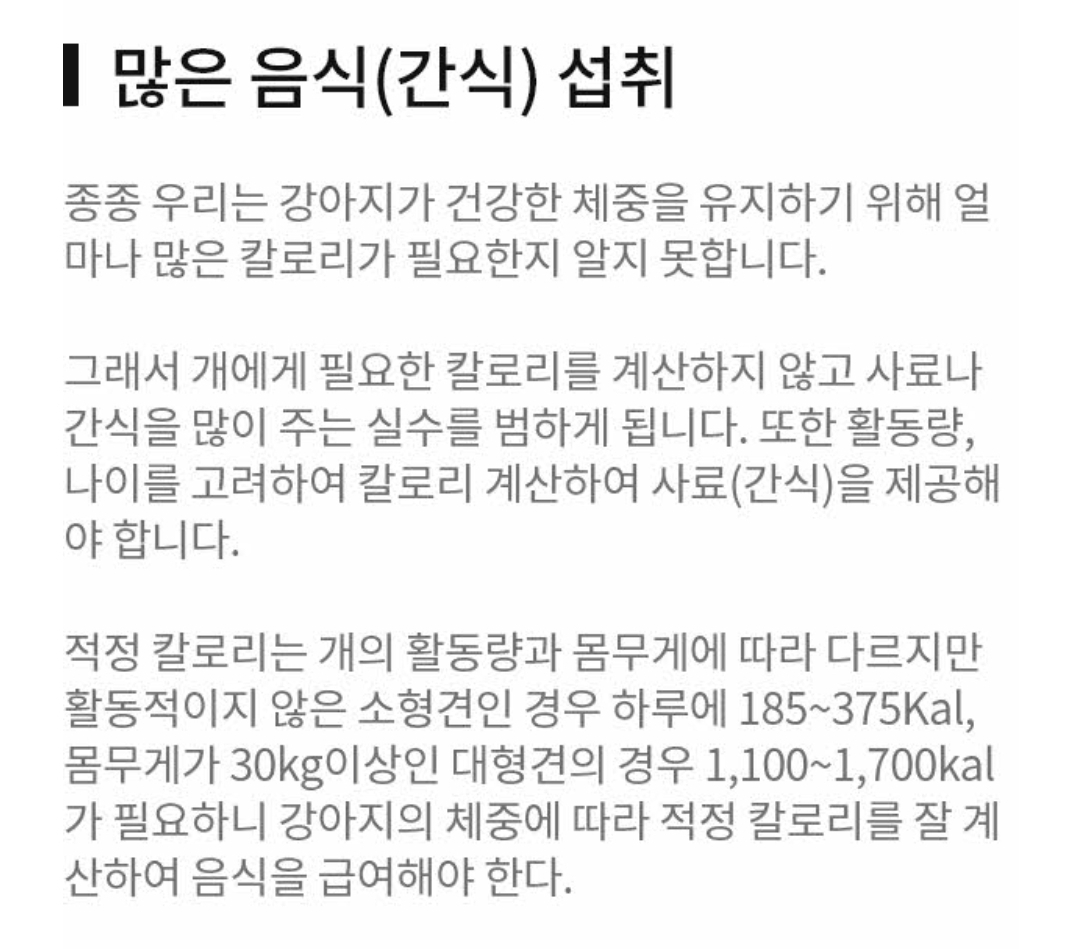 많은 음식(간식) 섭취
종종 우리는 강아지가 건강한 체중을 유지하기 위해 얼
마나 많은 칼로리가 필요한지 알지 못합니다.
그래서 개에게 필요한 칼로리를 계산하지 않고 사료나
간식을 많이 주는 실수를 범하게 됩니다. 또한 활동량,
나이를 고려하여 칼로리 계산하여 사료(간식)을 제공해
야 합니다.
적정 칼로리는 개의 활동량과 몸무게에 따라 다르지만
활동적이지 않은 소형견인 경우 하루에 185~375Kal,
몸무게가 30kg이상인 대형견의 경우 1,100~1,700kal
가 필요하니 강아지의 체중에 따라 적정 칼로리를 잘 계
산하여 음식을 급여해야 한다.